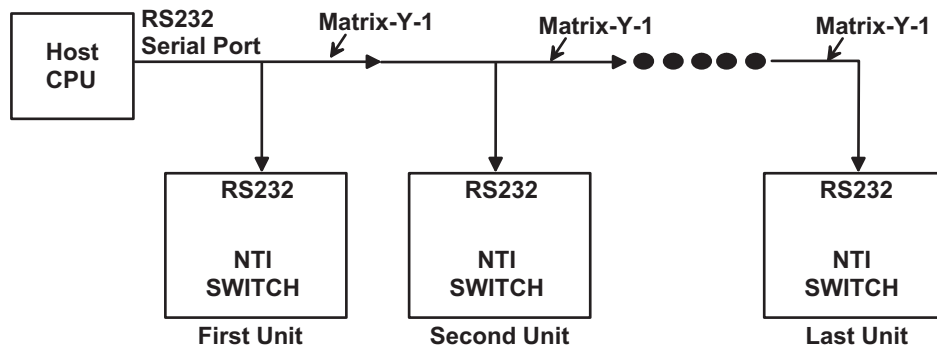 RS232
Serial Port
Matrix-Y-1
Matrix-Y-1
Matrix-Y-1
Host
CPU
RS232
NTI
SWITCH
First Unit
RS232
NTI
SWITCH
Second Unit
RS232
NTI
SWITCH
Last Unit